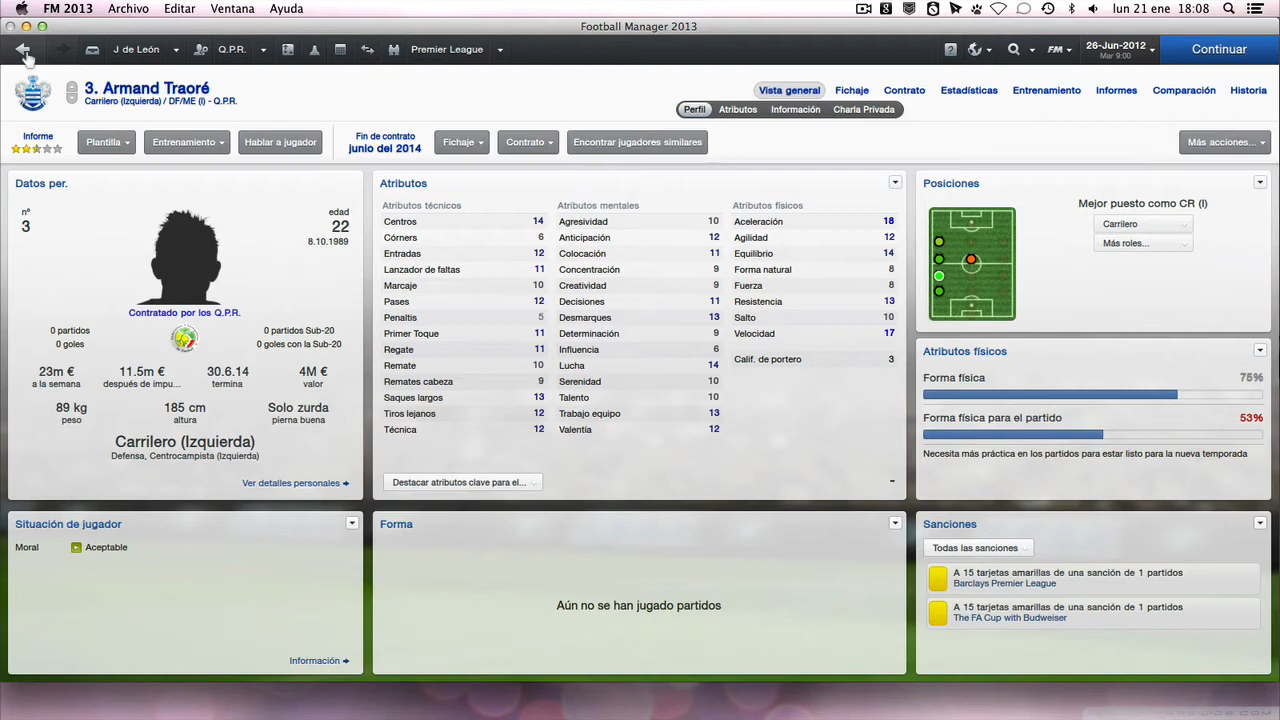 FM 2013 Archivo Editar Ventana Ayuda lun 21 ene 18:08
Football Manager 2013
J de León Q.P.R. Premier League FM 26-Jun-2012 Continuar
Mar 9:00
3. Armand Traoré
Carrilero (Izquierda) / DF/ME (I) - Q.P.R.
Vista general Fichaje Contrato Estadísticas Entrenamiento Informes Comparación Historia
Perfil Atributos Información Charla Privada
Informe
Plantilla Entrenamiento Hablar a jugador
Fin de contrato
junio del 2014
Fichaje Contrato Encontrar jugadores similares Más acciones...
Datos per.
nº
3
edad
22
8.10.1989
Contratado por los Q.P.R.
0 partidos
0 goles
0 partidos Sub-20
0 goles con la Sub-20
23m €
a la semana
11.5m €
después de impu...
30.6.14
termina
4M €
valor
89 kg
peso
185 cm
altura
Solo zurda
pierna buena
Carrilero (Izquierda)
Defensa, Centrocampista (Izquierda)
Ver detalles personales
Atributos
Atributos técnicos
Centros 14
Córners 6
Entradas 12
Lanzador de faltas 11
Marcaje 10
Pases 12
Penaltis 5
Primer Toque 11
Regate 11
Remate 10
Remates cabeza 9
Saques largos 13
Tiros lejanos 12
Técnica 12
Atributos mentales
Agresividad 10
Anticipación 12
Colocación 11
Concentración 9
Creatividad 9
Decisiones 11
Desmarques 13
Determinación 9
Influencia 6
Lucha 14
Serenidad 10
Talento 10
Trabajo equipo 13
Valentía 12
Atributos físicos
Aceleración 18
Agilidad 12
Equilibrio 14
Forma natural 8
Fuerza 8
Resistencia 13
Salto 10
Velocidad 17
Calif. de portero 3
Destacar atributos clave para el... -
Posiciones
Mejor puesto como CR (I)
Carrilero
Más roles...
Atributos físicos
Forma física 75%
Forma física para el partido 53%
Necesita más práctica en los partidos para estar listo para la nueva temporada
Situación de jugador
Moral Aceptable
Información
Forma
Aún no se han jugado partidos
Sanciones
Todas las sanciones
A 15 tarjetas amarillas de una sanción de 1 partidos
Barclays Premier League
A 15 tarjetas amarillas de una sanción de 1 partidos
The FA Cup with Budweiser